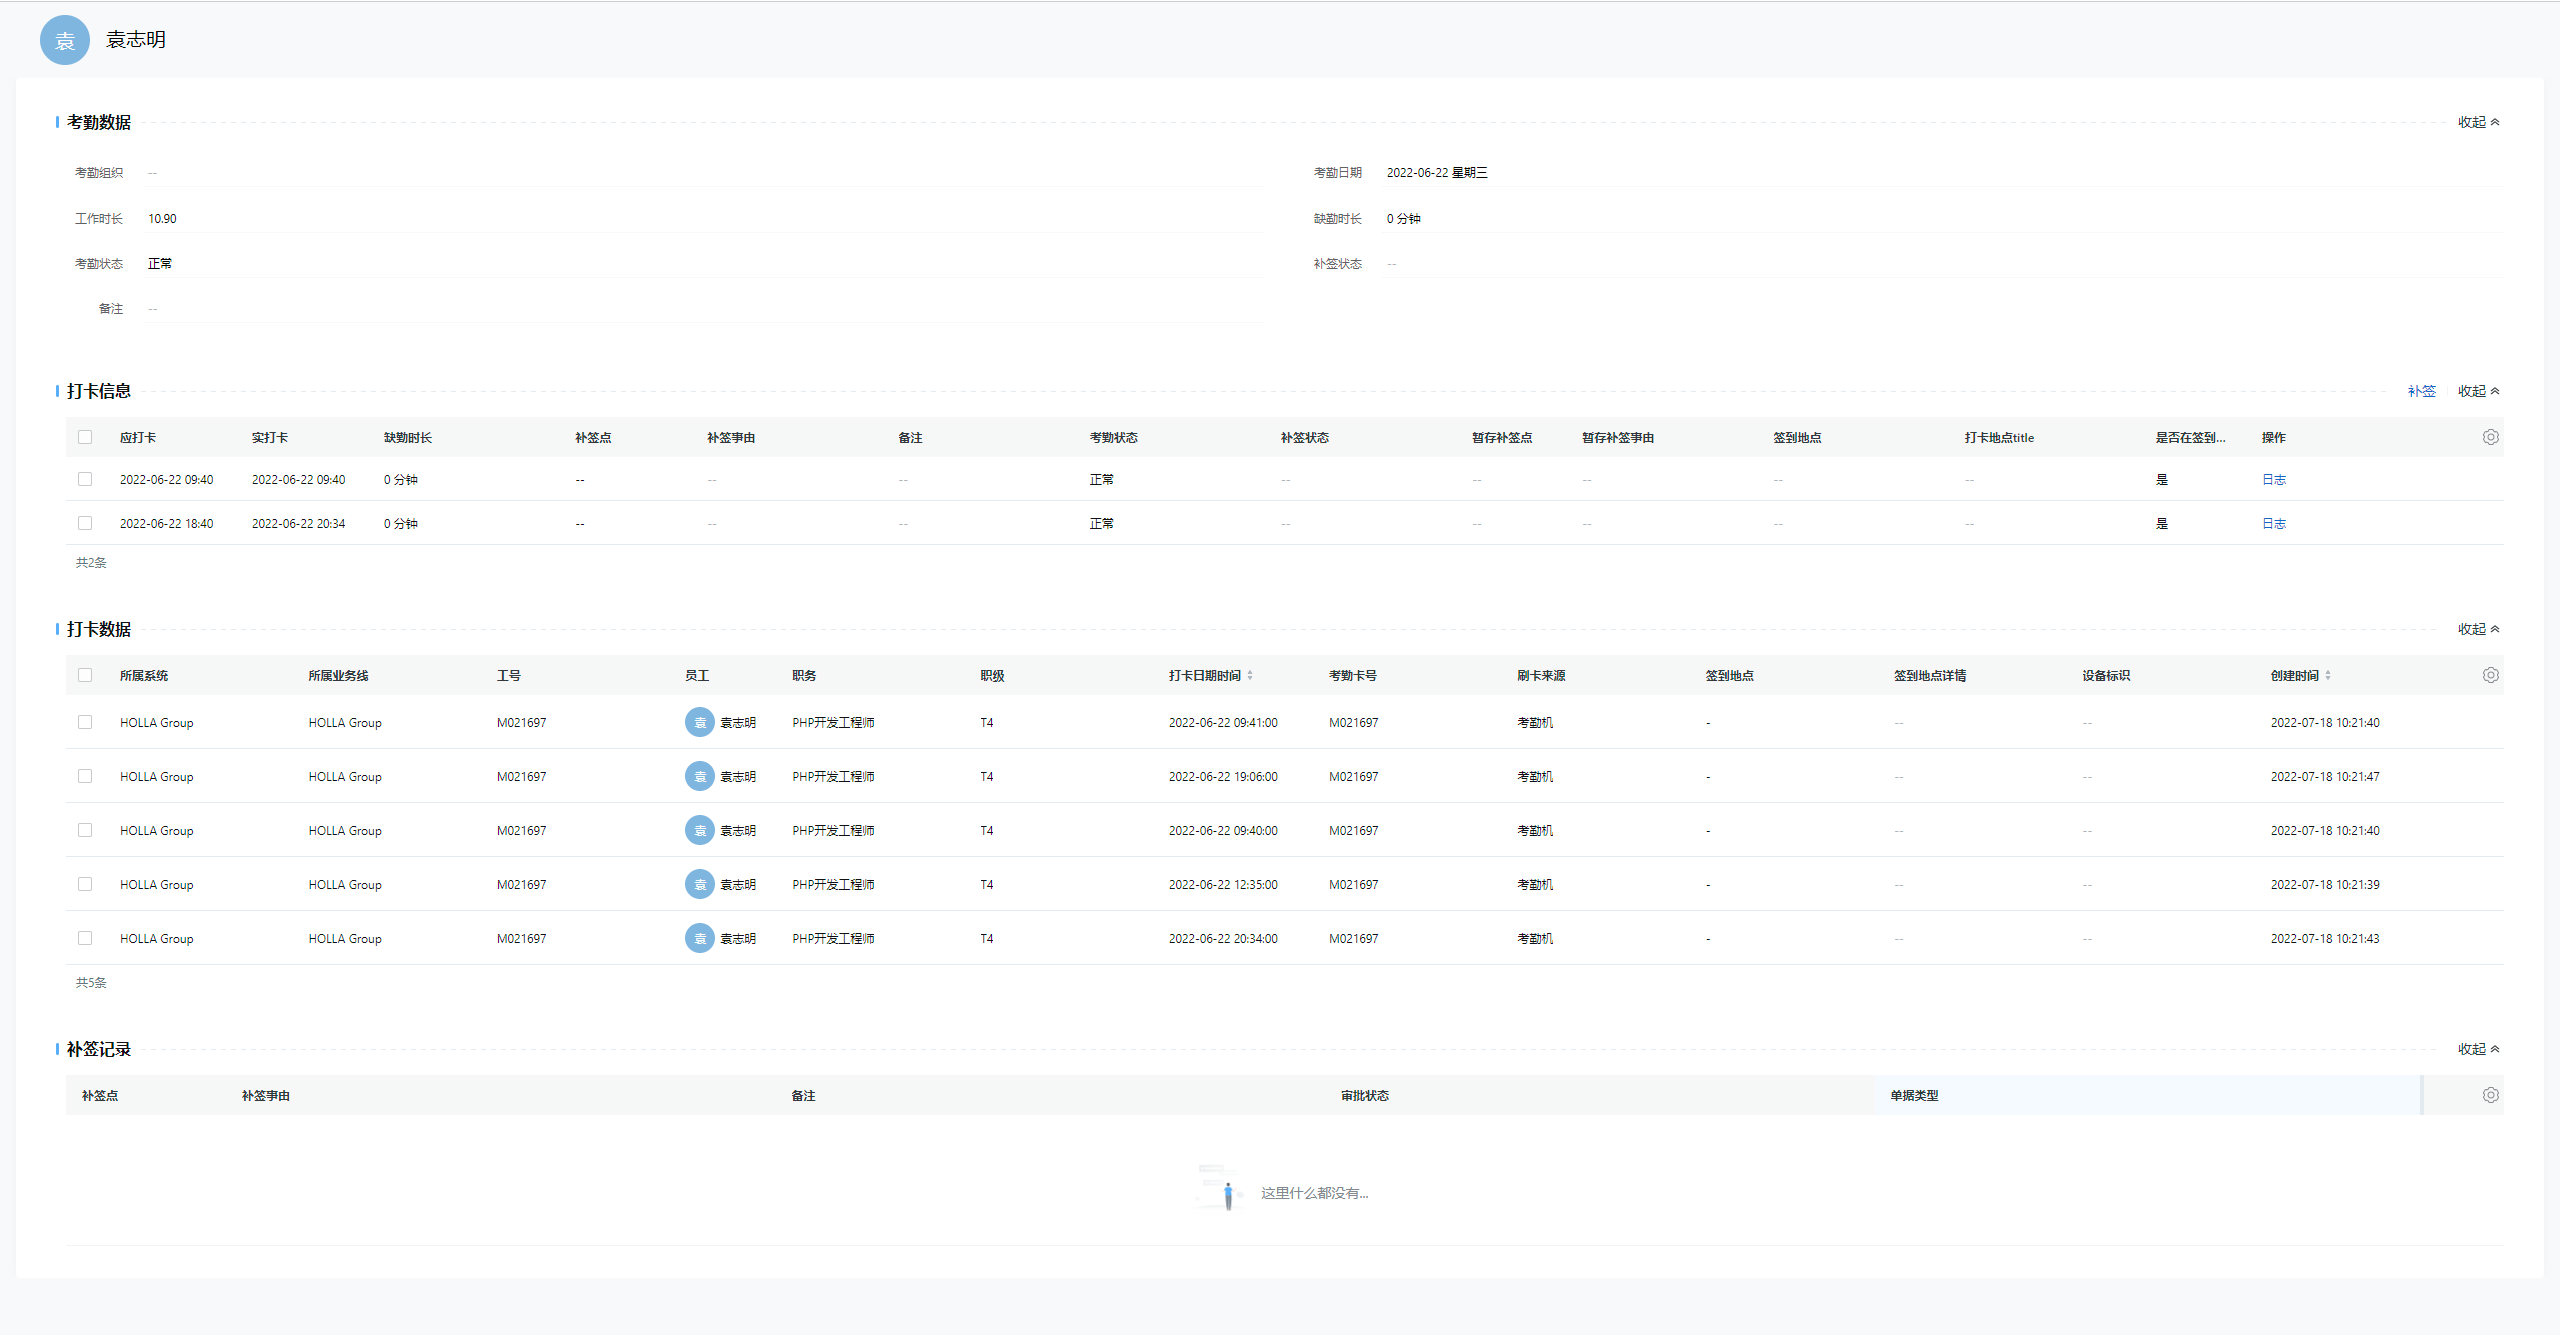 袁 袁志明
考勤数据 收起
考勤组织 -- 考勤日期 2022-06-22 星期三
工作时长 10.90 缺勤时长 0 分钟
考勤状态 正常 补签状态 --
备注 --
打卡信息 补签 收起
应打卡 实打卡 缺勤时长 补签点 补签事由 备注 考勤状态 补签状态 暂存补签点 暂存补签事由 签到地点 打卡地点title 是否在签到... 操作
2022-06-22 09:40 2022-06-22 09:40 0 分钟 -- -- -- 正常 -- -- -- -- -- 是 日志
2022-06-22 18:40 2022-06-22 20:34 0 分钟 -- -- -- 正常 -- -- -- -- -- 是 日志
共2条
打卡数据 收起
所属系统 所属业务线 工号 员工 职务 职级 打卡日期时间 考勤卡号 刷卡来源 签到地点 签到地点详情 设备标识 创建时间
HOLLA Group HOLLA Group M021697 袁 袁志明 PHP开发工程师 T4 2022-06-22 09:41:00 M021697 考勤机 - -- -- 2022-07-18 10:21:40
HOLLA Group HOLLA Group M021697 袁 袁志明 PHP开发工程师 T4 2022-06-22 19:06:00 M021697 考勤机 - -- -- 2022-07-18 10:21:47
HOLLA Group HOLLA Group M021697 袁 袁志明 PHP开发工程师 T4 2022-06-22 09:40:00 M021697 考勤机 - -- -- 2022-07-18 10:21:40
HOLLA Group HOLLA Group M021697 袁 袁志明 PHP开发工程师 T4 2022-06-22 12:35:00 M021697 考勤机 - -- -- 2022-07-18 10:21:39
HOLLA Group HOLLA Group M021697 袁 袁志明 PHP开发工程师 T4 2022-06-22 20:34:00 M021697 考勤机 - -- -- 2022-07-18 10:21:43
共5条
补签记录 收起
补签点 补签事由 备注 审批状态 单据类型
这里什么都没有...